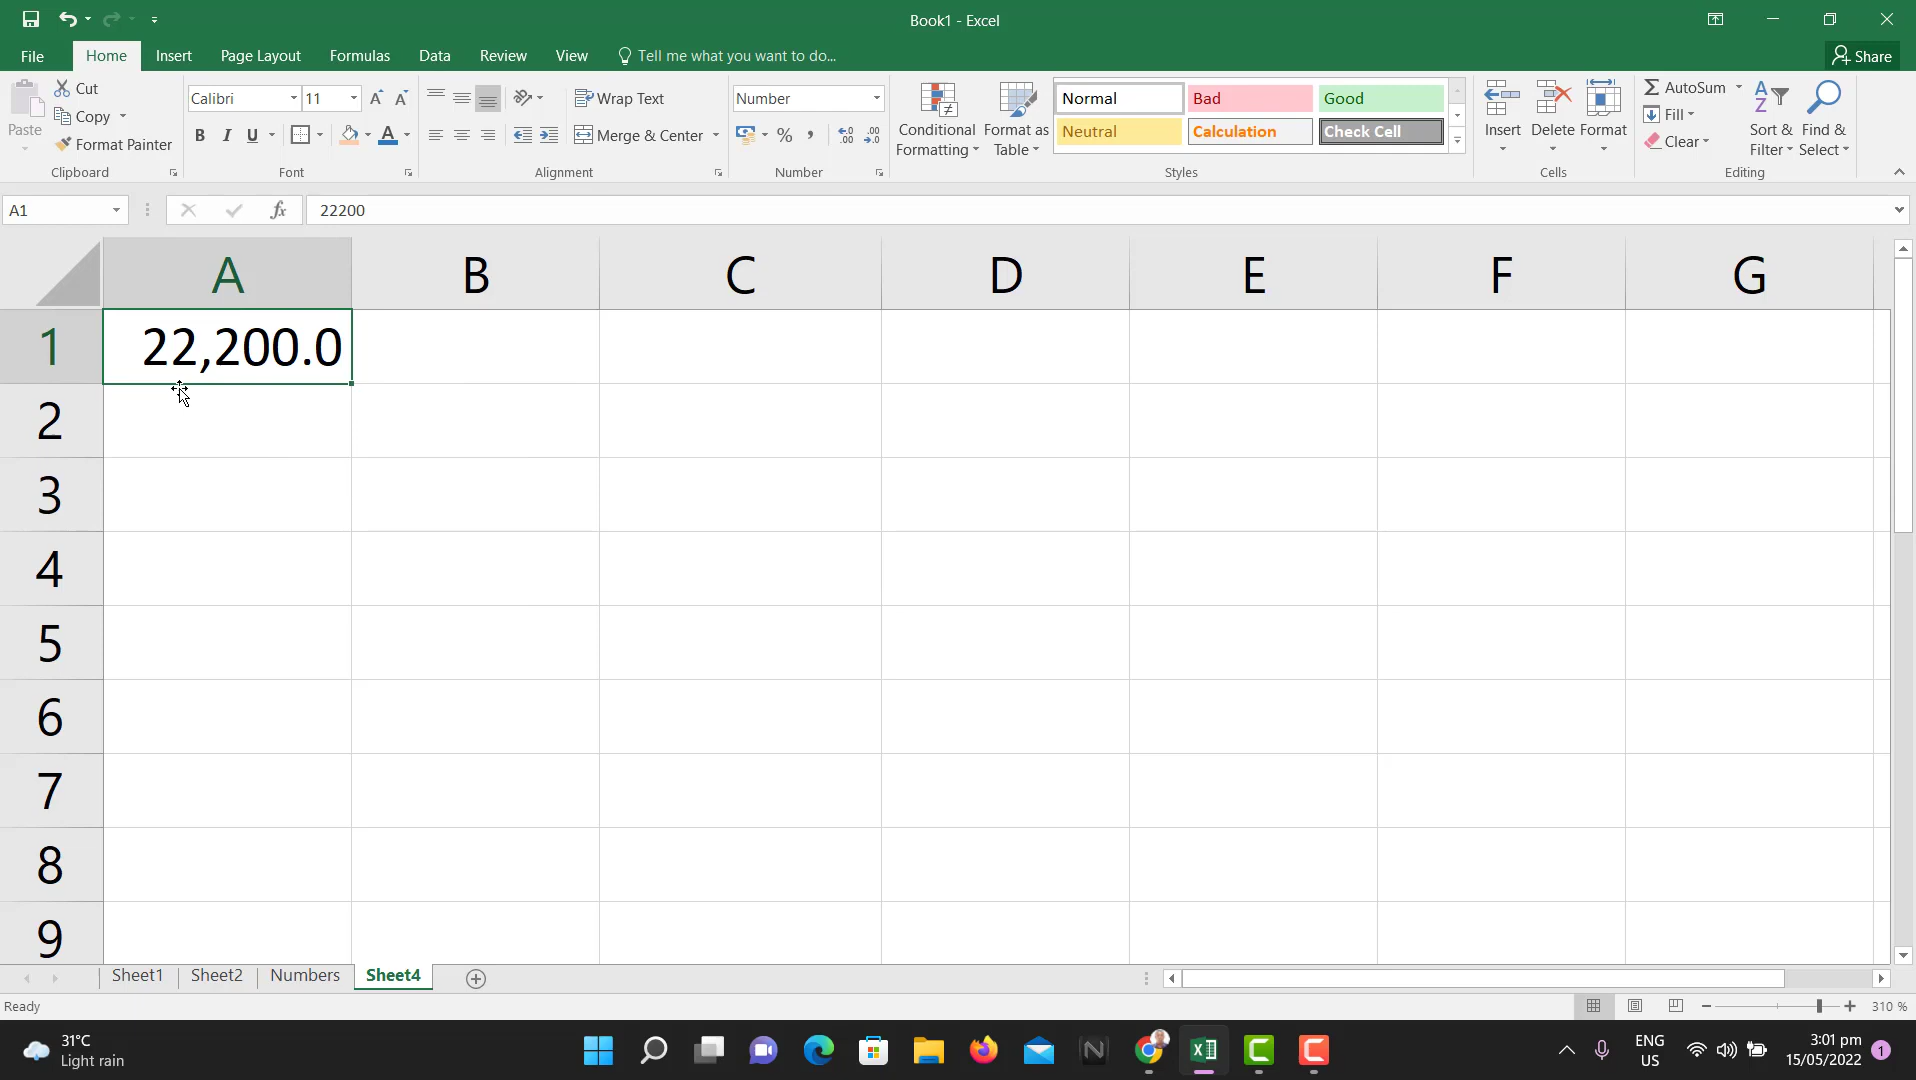 Book1 - Excel
File Home Insert Page Layout Formulas Data Review View Tell me what you want to do... Share
Paste
Cut
Copy
Format Painter
Clipboard
Calibri 11
B I U A
Font
Wrap Text
Merge & Center
Alignment
Number
% ,
Number
Conditional Formatting
Format as Table
Normal Bad Good
Neutral Calculation Check Cell
Styles
Insert Delete Format
Cells
AutoSum
Fill
Clear
Sort & Filter
Find & Select
Editing
A1 fx 22200
A B C D E F G
1 22,200.0
2
3
4
5
6
7
8
9
Sheet1 Sheet2 Numbers Sheet4
Ready 310 %
31°C
Light rain
ENG
US
3:01 pm
15/05/2022
1